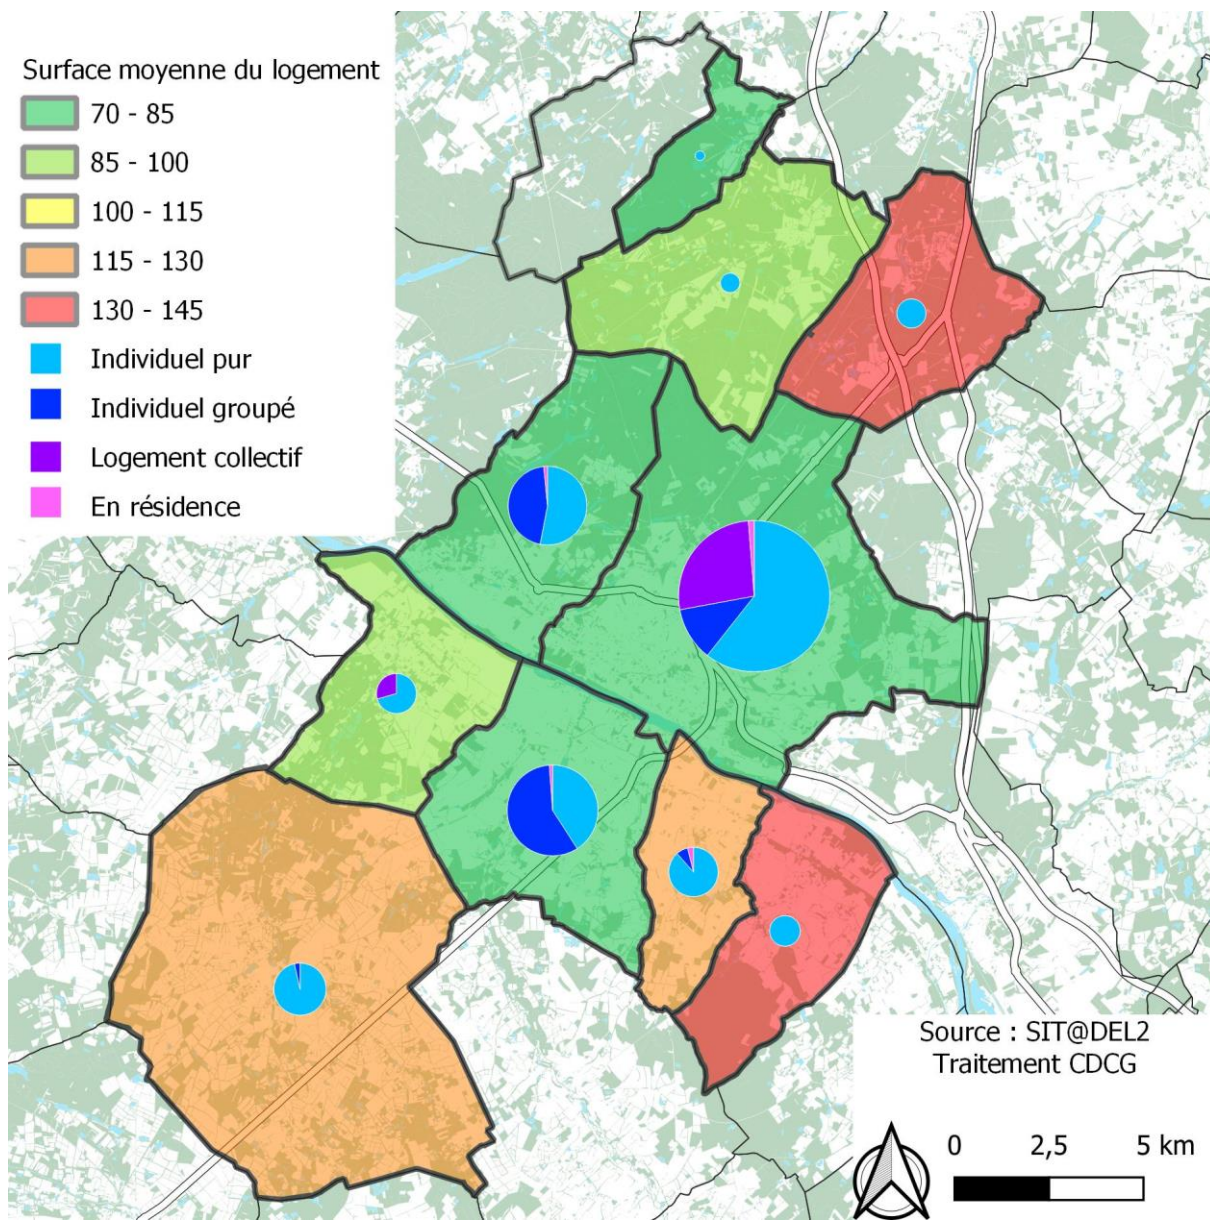 Surface moyenne du logement
70 - 85
85 - 100
100 - 115
115 - 130
130 - 145
Individuel pur
Individuel groupé
Logement collectif
En résidence
Source : SIT@DEL2
Traitement CDCG
0 2,5 5 km